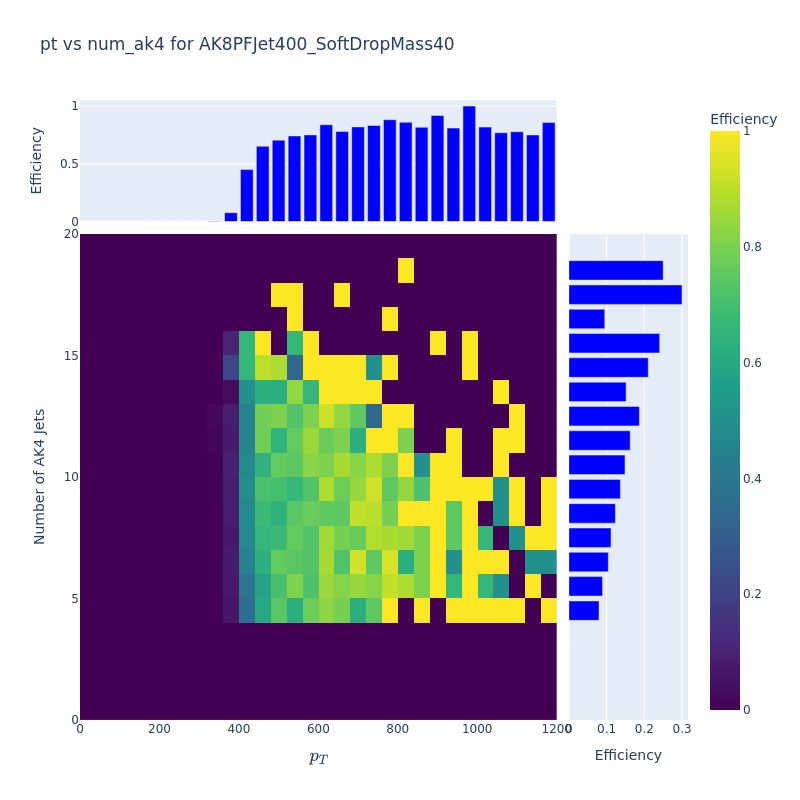 pt vs num_ak4 for AK8PFJet400_SoftDropMass40
Efficiency
1
0.5
0
Efficiency
1
0.8
0.6
0.4
0.2
0
Number of AK4 Jets
20
15
10
5
0
0 200 400 600 800 1000 1200
p_T
0 0.1 0.2 0.3
Efficiency